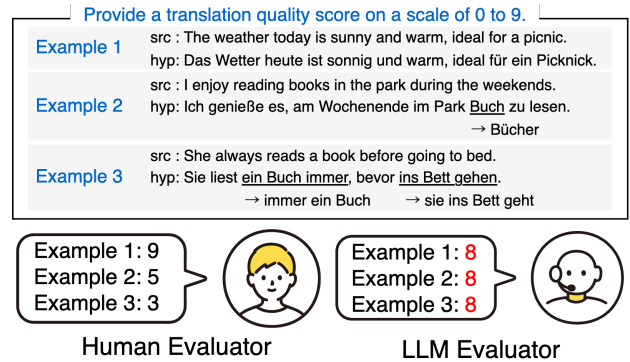 Provide a translation quality score on a scale of 0 to 9.
Example 1
src : The weather today is sunny and warm, ideal for a picnic.
hyp: Das Wetter heute ist sonnig und warm, ideal für ein Picknick.
Example 2
src : I enjoy reading books in the park during the weekends.
hyp: Ich genieße es, am Wochenende im Park Buch zu lesen.
→ Bücher
Example 3
src : She always reads a book before going to bed.
hyp: Sie liest ein Buch immer, bevor ins Bett gehen.
→ immer ein Buch → sie ins Bett geht
Example 1: 9
Example 2: 5
Example 3: 3
Human Evaluator
Example 1: 8
Example 2: 8
Example 3: 8
LLM Evaluator